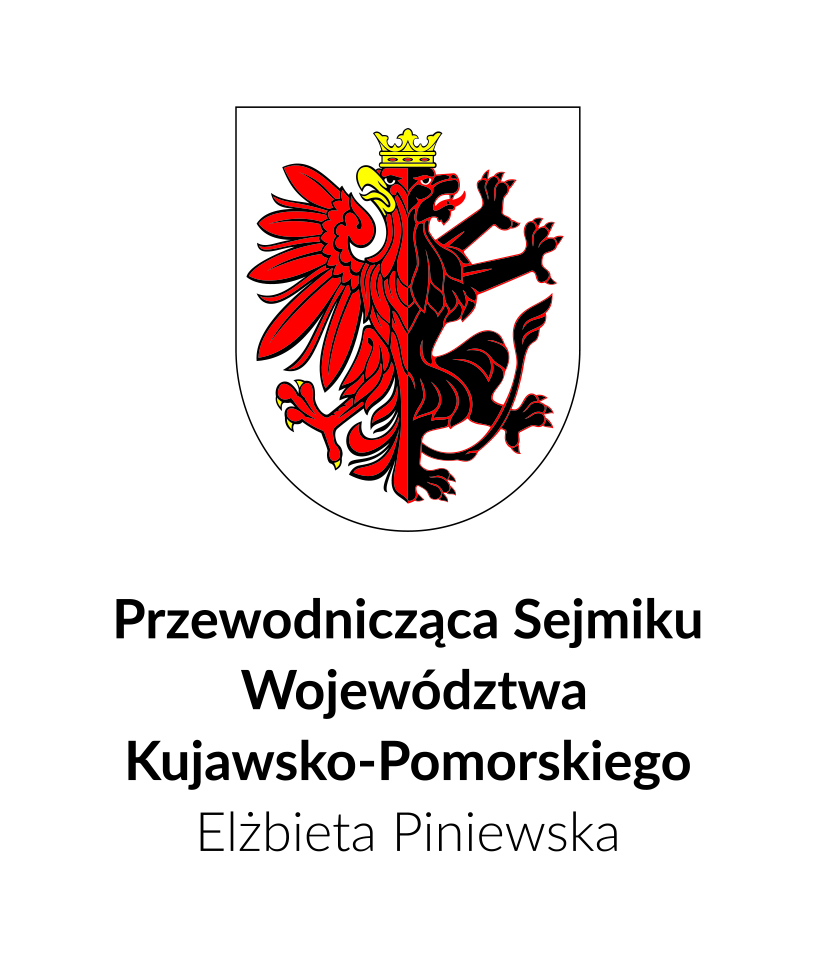 Przewodnicząca Sejmiku
Województwa
Kujawsko-Pomorskiego
Elżbieta Piniewska